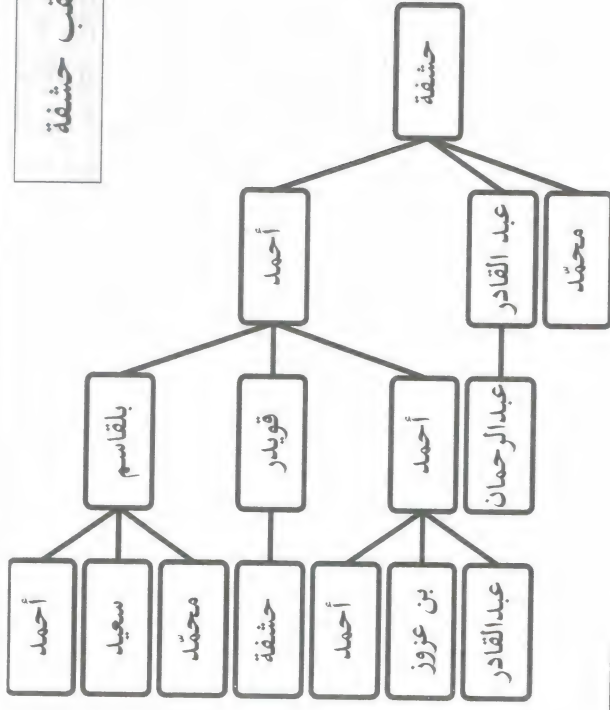 حشفة
أحمد
سعيد
محمّد
حشفة
أحمد
بن عزوز
عبدالقادر
بلقاسم
قويدر
أحمد
عبدالرحمان
أحمد
عبد القادر
محمّد
حشفة